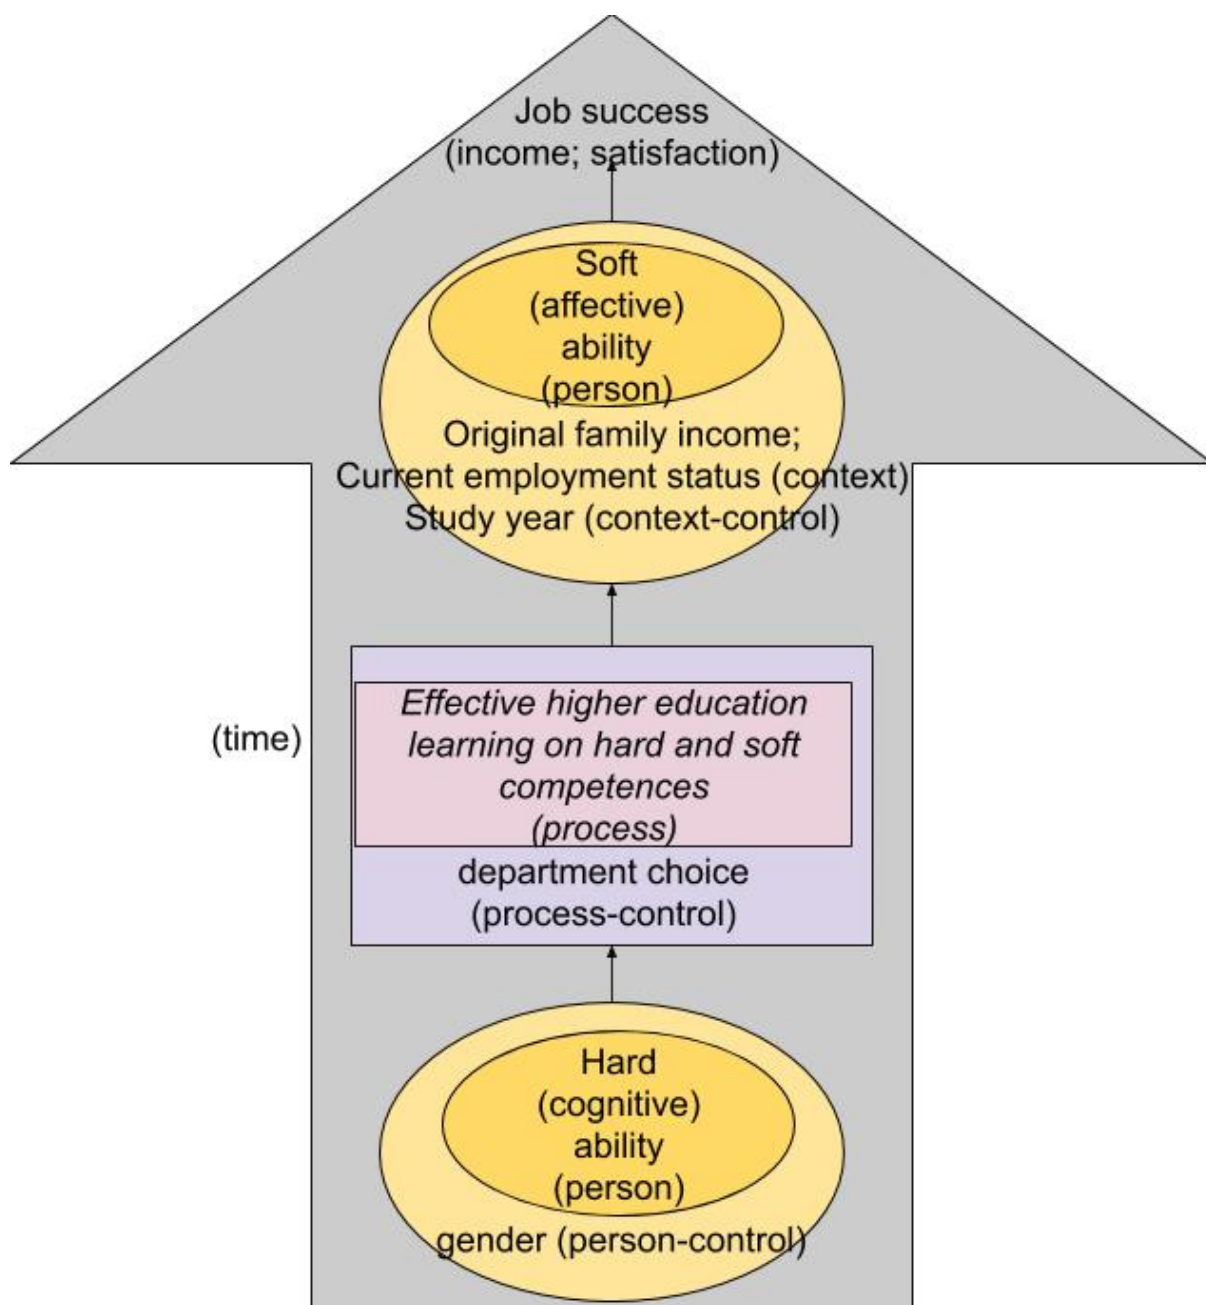 Job success
(income; satisfaction)
Soft
(affective)
ability
(person)
Original family income;
Current employment status (context)
Study year (context-control)
(time)
Effective higher education
learning on hard and soft
competences
(process)
department choice
(process-control)
Hard
(cognitive)
ability
(person)
gender (person-control)